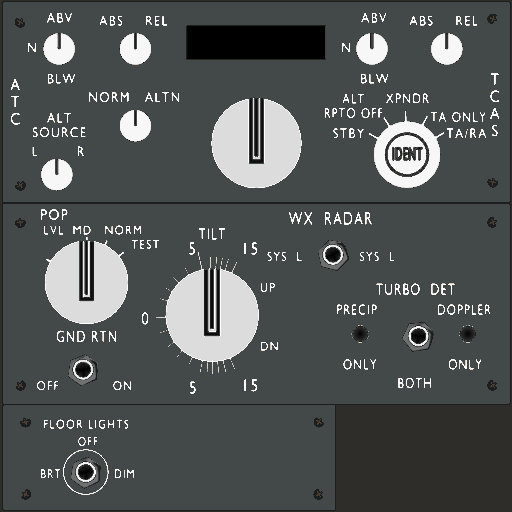 ABV ABS REL ABV ABS REL
N N
BLW BLW
ATC
TCAS
NORM ALTN
ALT XPNDR
RPTO OFF TA ONLY
STBY TA/RA
IDENT
ALT
SOURCE
L R
POP
LVL MD NORM
TEST
TILT
5 15
0
UP
DN
5 15
WX RADAR
SYS L SYS L
TURBO DET
PRECIP DOPPLER
ONLY ONLY
BOTH
GND RTN
OFF ON
FLOOR LIGHTS
OFF
BRT DIM